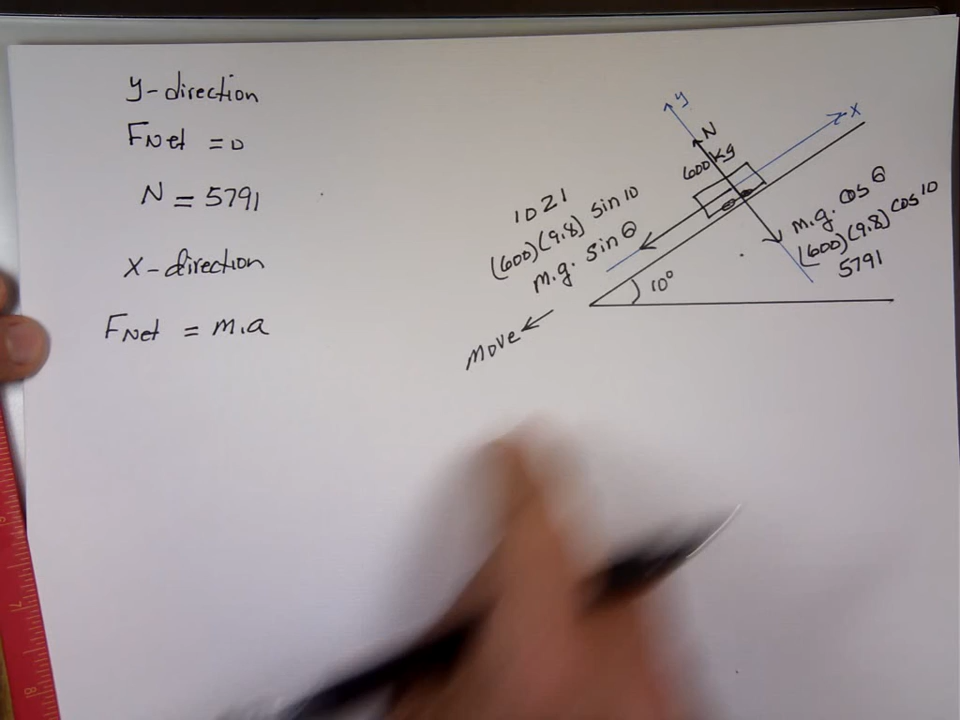 y-direction
FNet = 0
N = 5791
X-direction
FNet = m.a
y
N
X
600 kg
1021
(600)(9.8) sin 10
m.g. sin θ
m.g. cos θ
(600)(9.8) cos 10
5791
10°
move